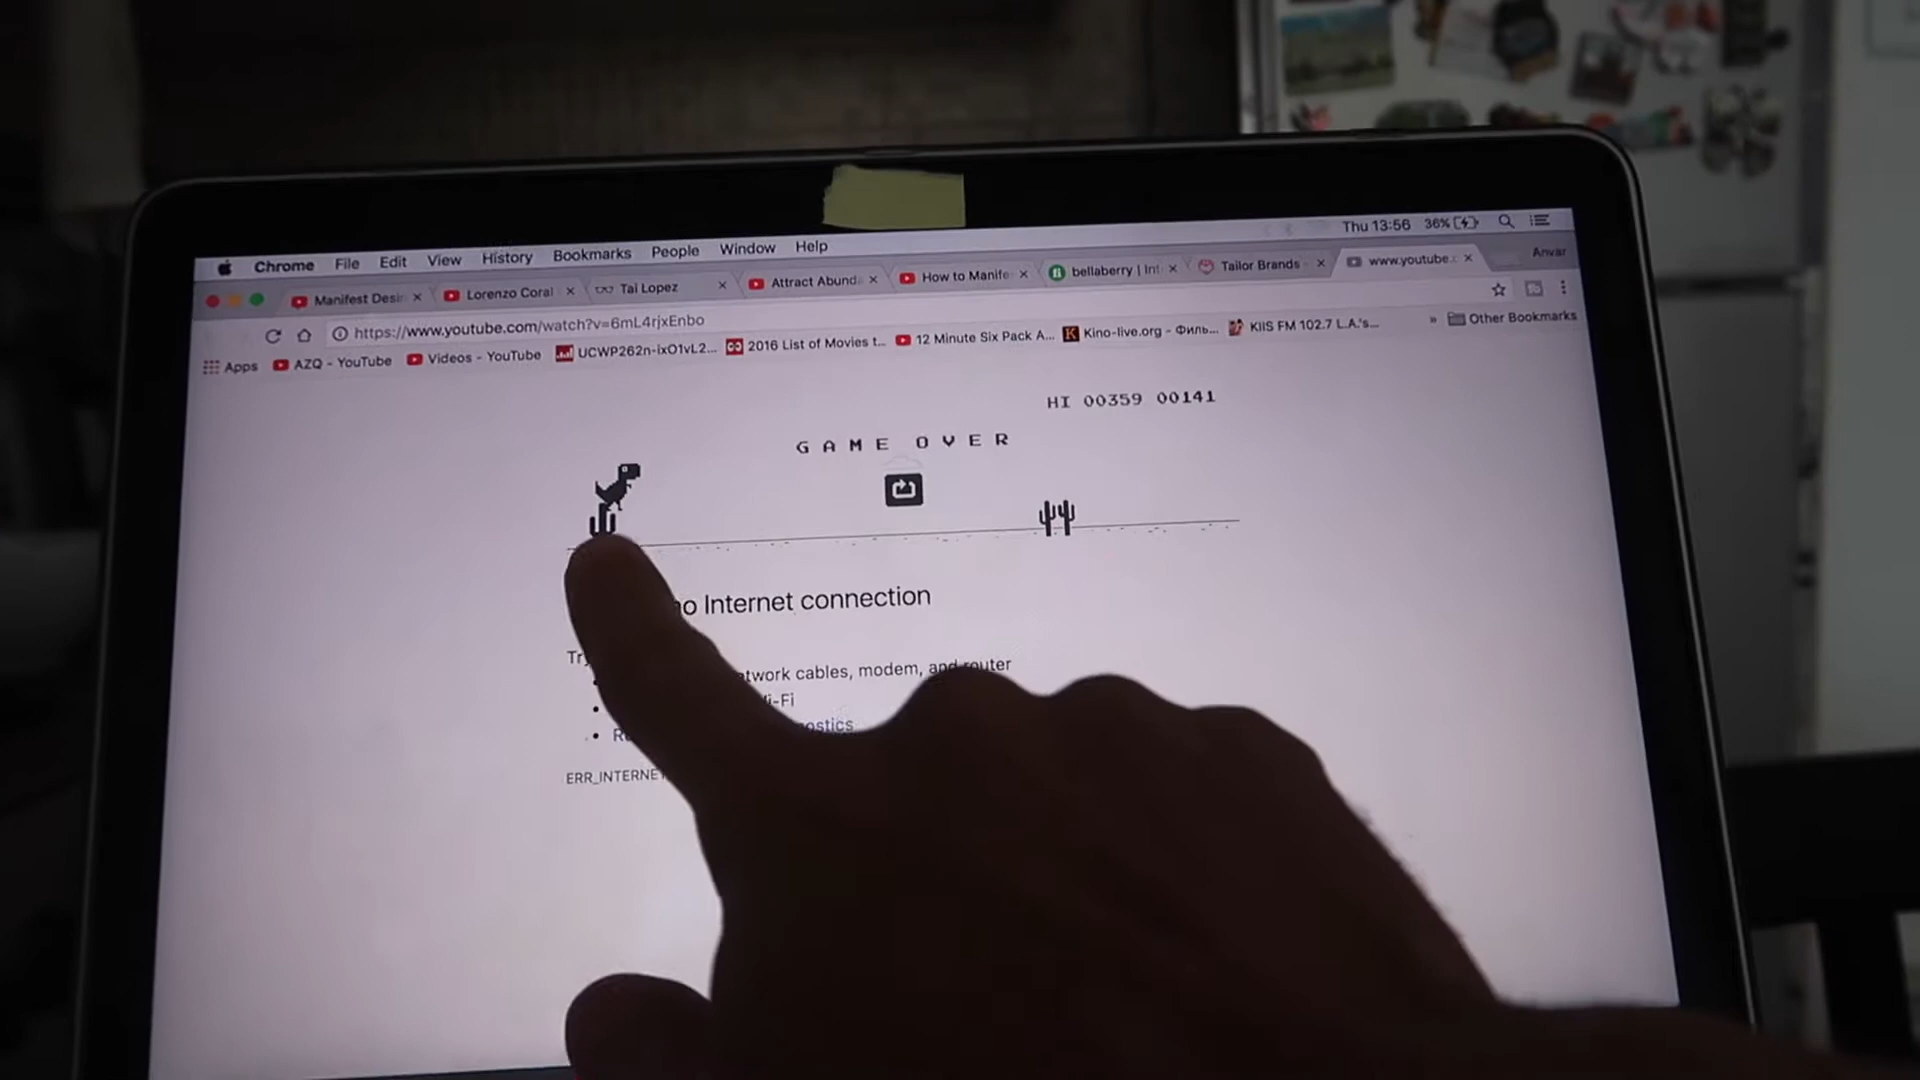 Thu 13:56 36%
Chrome File Edit View History Bookmarks People Window Help
Manifest Desir Lorenzo Coral Tai Lopez Attract Abund How to Manife bellaberry | Int Tailor Brands www.youtube.c Anvar
https://www.youtube.com/watch?v=6mL4rjxEnbo
Apps AZQ - YouTube Videos - YouTube UCWP262n-ixO1vL2... 2016 List of Movies t... 12 Minute Six Pack A... Kino-live.org - Филь... KIIS FM 102.7 L.A.'s... » Other Bookmarks
HI 00359 00141
GAME OVER
no Internet connection
Try
twork cables, modem, and router
i-Fi
ostics
ERR_INTERNE